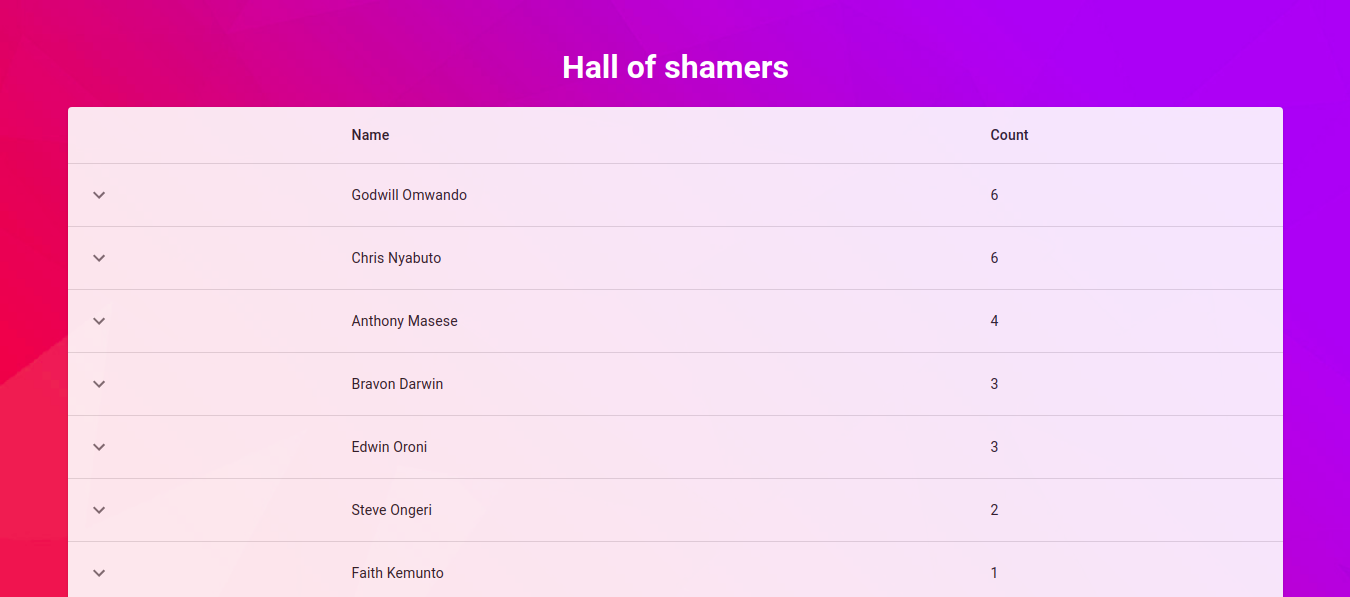 Hall of shamers
Name Count
Godwill Omwando 6
Chris Nyabuto 6
Anthony Masese 4
Bravon Darwin 3
Edwin Oroni 3
Steve Ongeri 2
Faith Kemunto 1